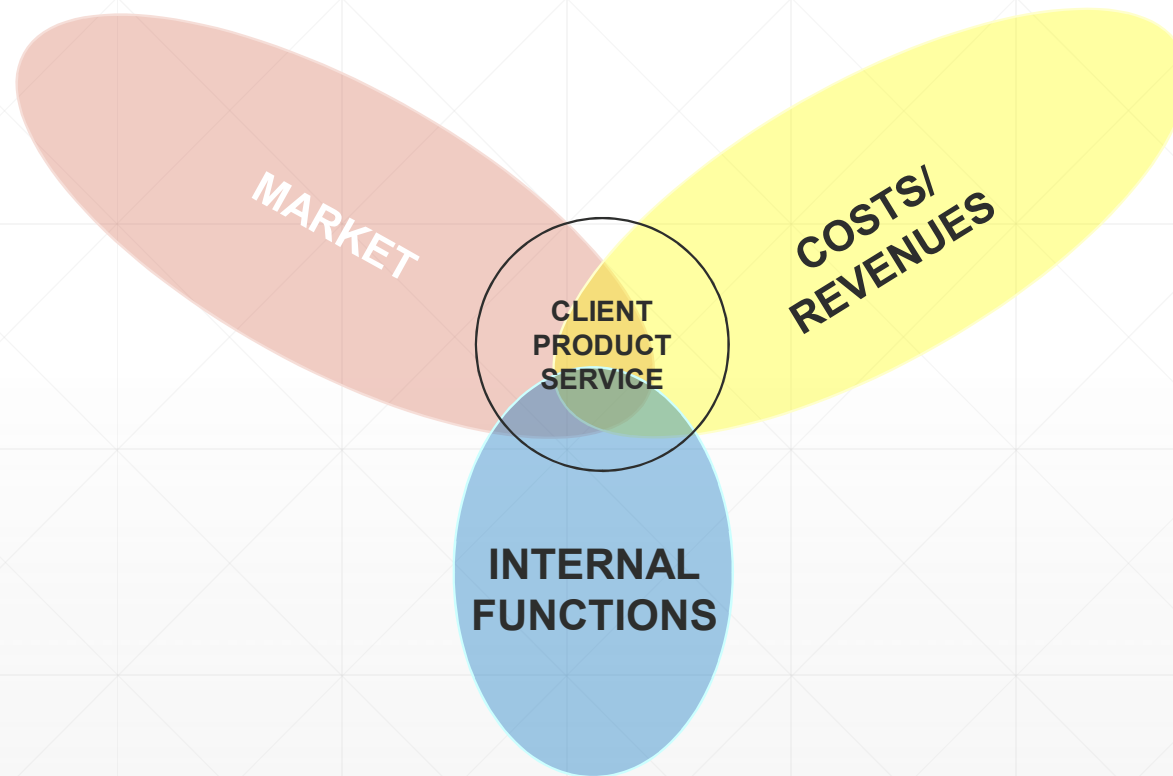 MARKET
COSTS/
REVENUES
CLIENT
PRODUCT
SERVICE
INTERNAL
FUNCTIONS